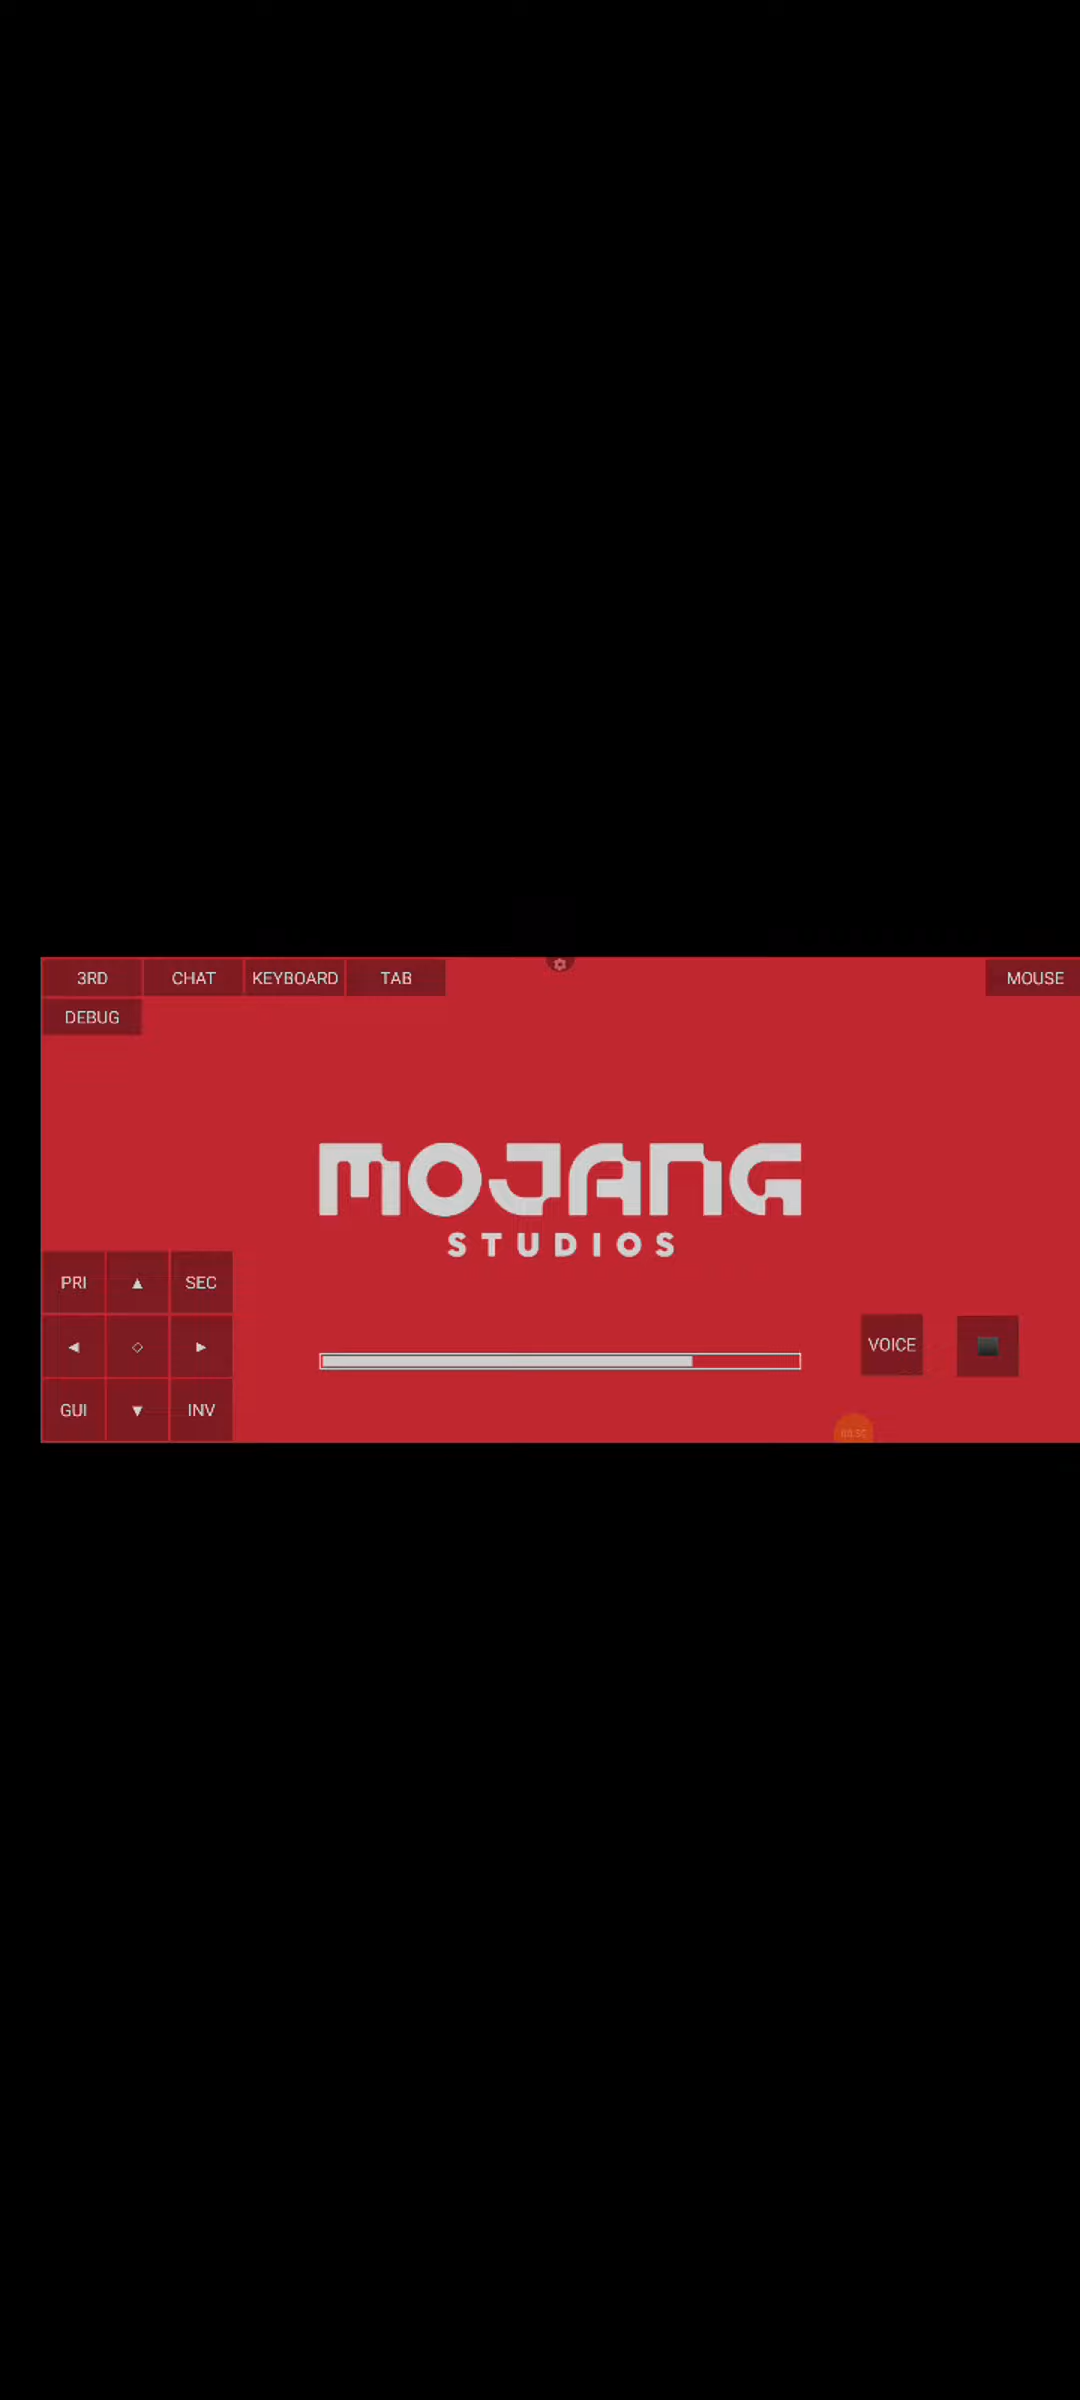 3RD CHAT KEYBOARD TAB MOUSE
DEBUG
MOJANG
STUDIOS
PRI ▲ SEC
◀ ◇ ▶ VOICE
GUI ▼ INV